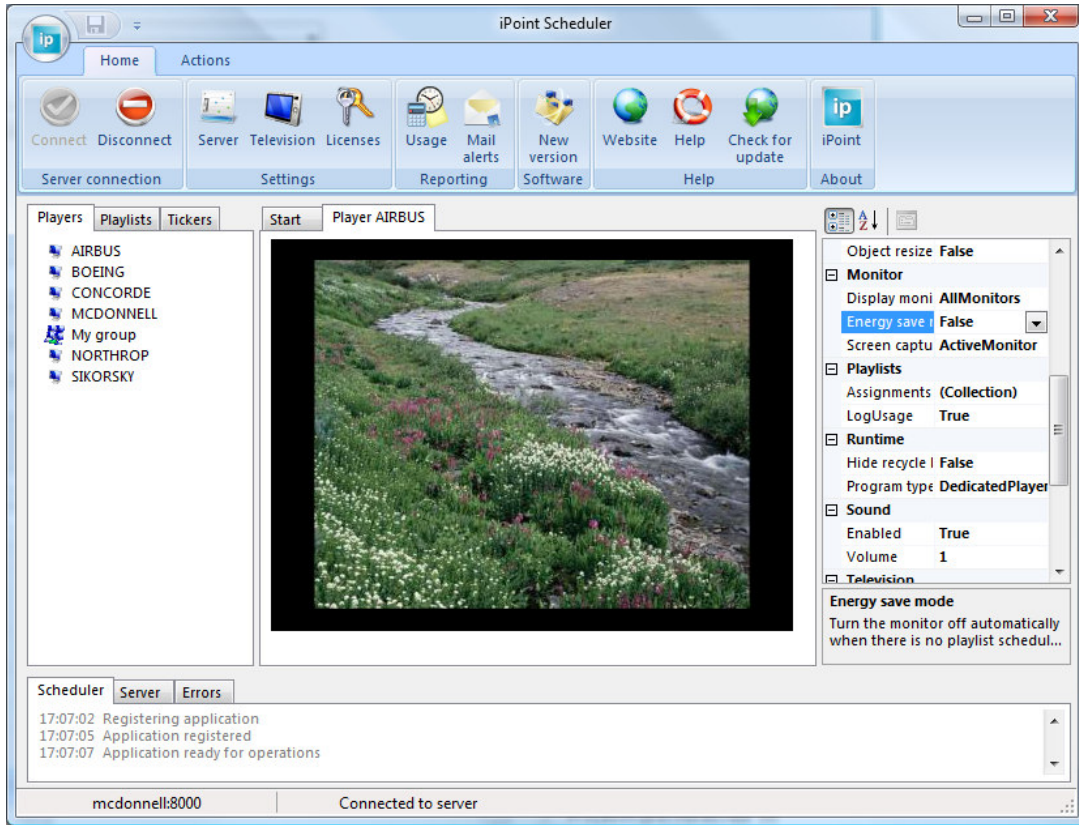 iPoint Scheduler
ip
Home Actions
Connect Disconnect Server Television Licenses Usage Mail alerts New version Website Help Check for update iPoint
Server connection Settings Reporting Software Help About
Players Playlists Tickers
AIRBUS
BOEING
CONCORDE
MCDONNELL
My group
NORTHROP
SIKORSKY
Start Player AIRBUS
Object resize False
Monitor
Display moni AllMonitors
Energy save r False
Screen captu ActiveMonitor
Playlists
Assignments (Collection)
LogUsage True
Runtime
Hide recycle l False
Program type DedicatedPlayer
Sound
Enabled True
Volume 1
Television
Energy save mode
Turn the monitor off automatically
when there is no playlist schedul...
Scheduler Server Errors
17:07:02 Registering application
17:07:05 Application registered
17:07:07 Application ready for operations
mcdonnell:8000 Connected to server